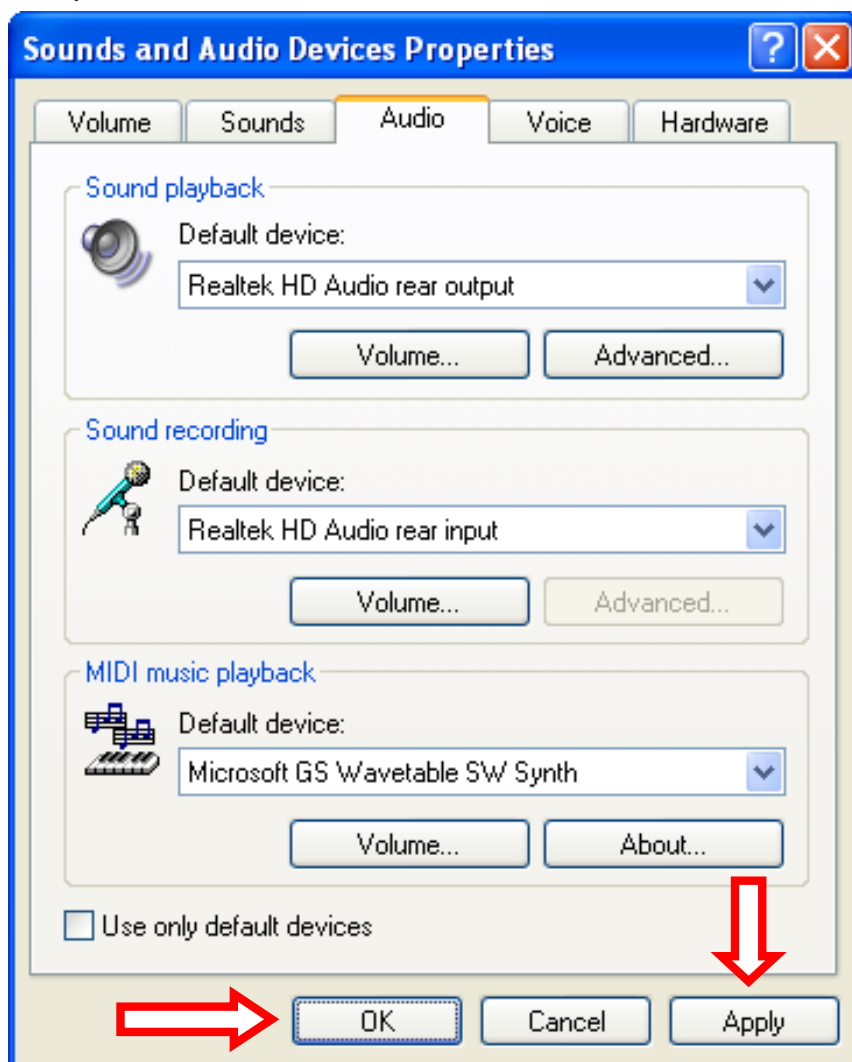 Sounds and Audio Devices Properties
Volume Sounds Audio Voice Hardware
Sound playback
Default device:
Realtek HD Audio rear output
Volume... Advanced...
Sound recording
Default device:
Realtek HD Audio rear input
Volume... Advanced...
MIDI music playback
Default device:
Microsoft GS Wavetable SW Synth
Volume... About...
Use only default devices
OK Cancel Apply